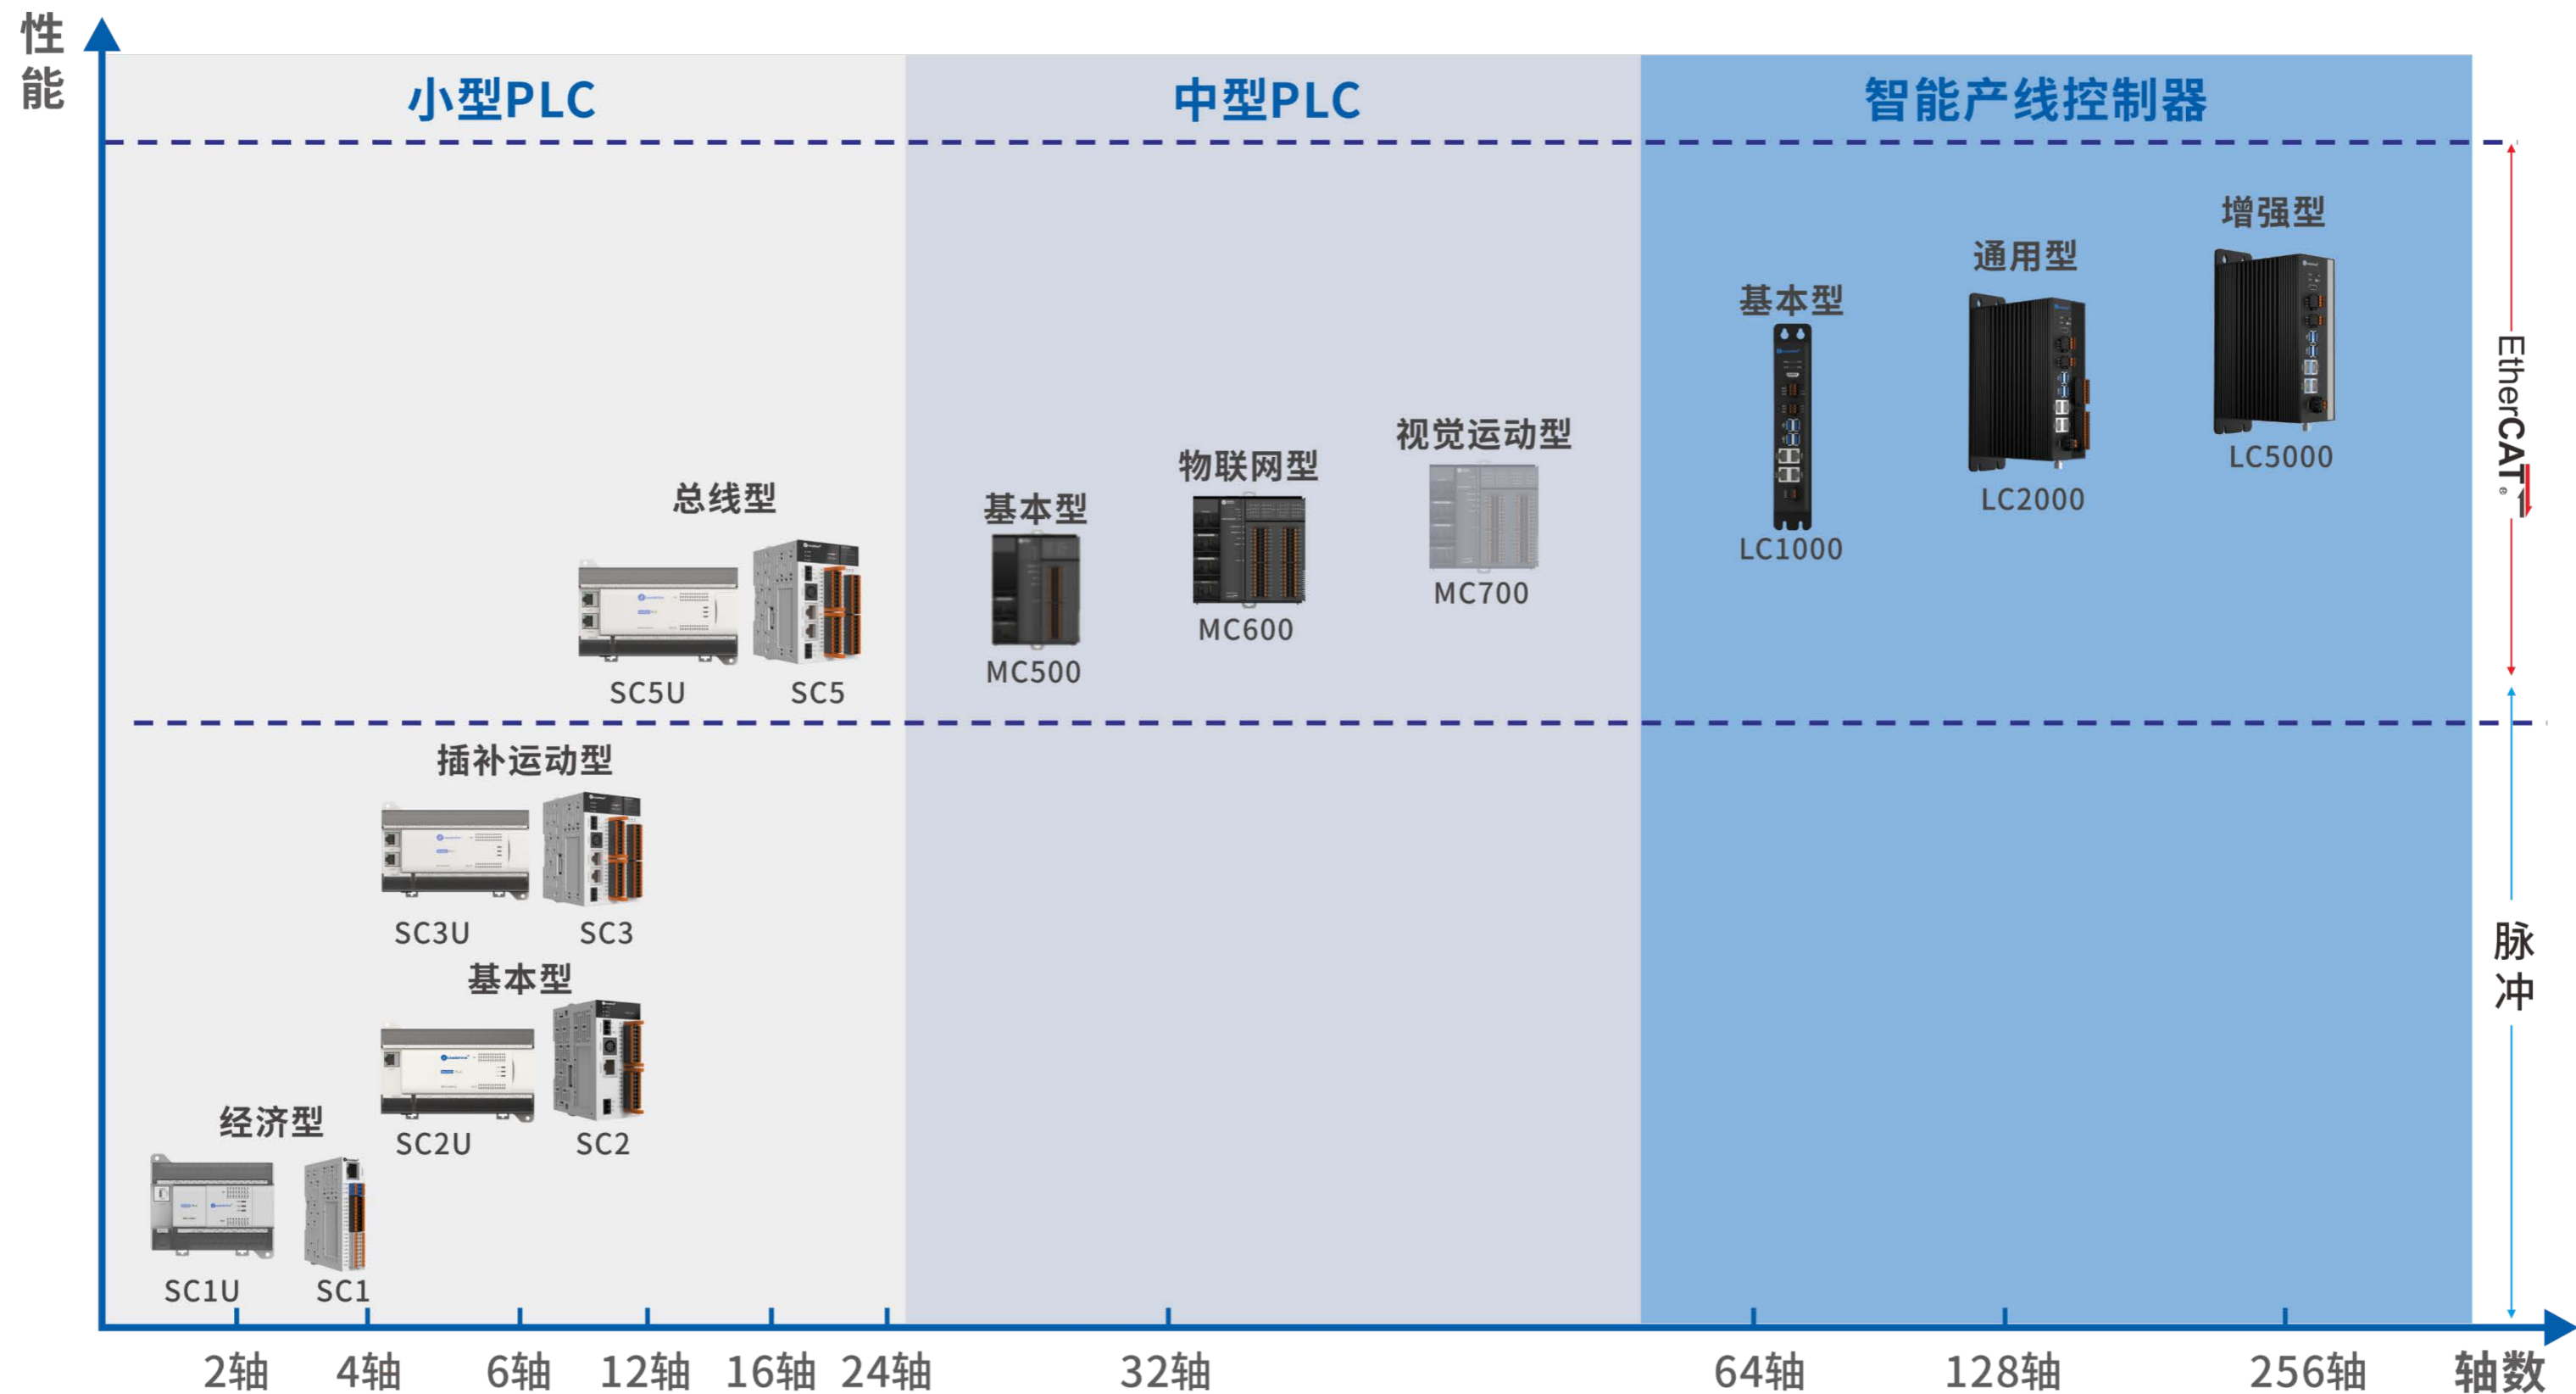 性能
小型PLC
中型PLC
智能产线控制器
增强型
通用型
基本型
LC5000
LC2000
LC1000
EtherCAT®
视觉运动型
物联网型
总线型
基本型
MC700
MC600
MC500
SC5U
SC5
插补运动型
SC3U
SC3
脉冲
基本型
SC2U
SC2
经济型
SC1U
SC1
2轴
4轴
6轴
12轴
16轴
24轴
32轴
64轴
128轴
256轴
轴数